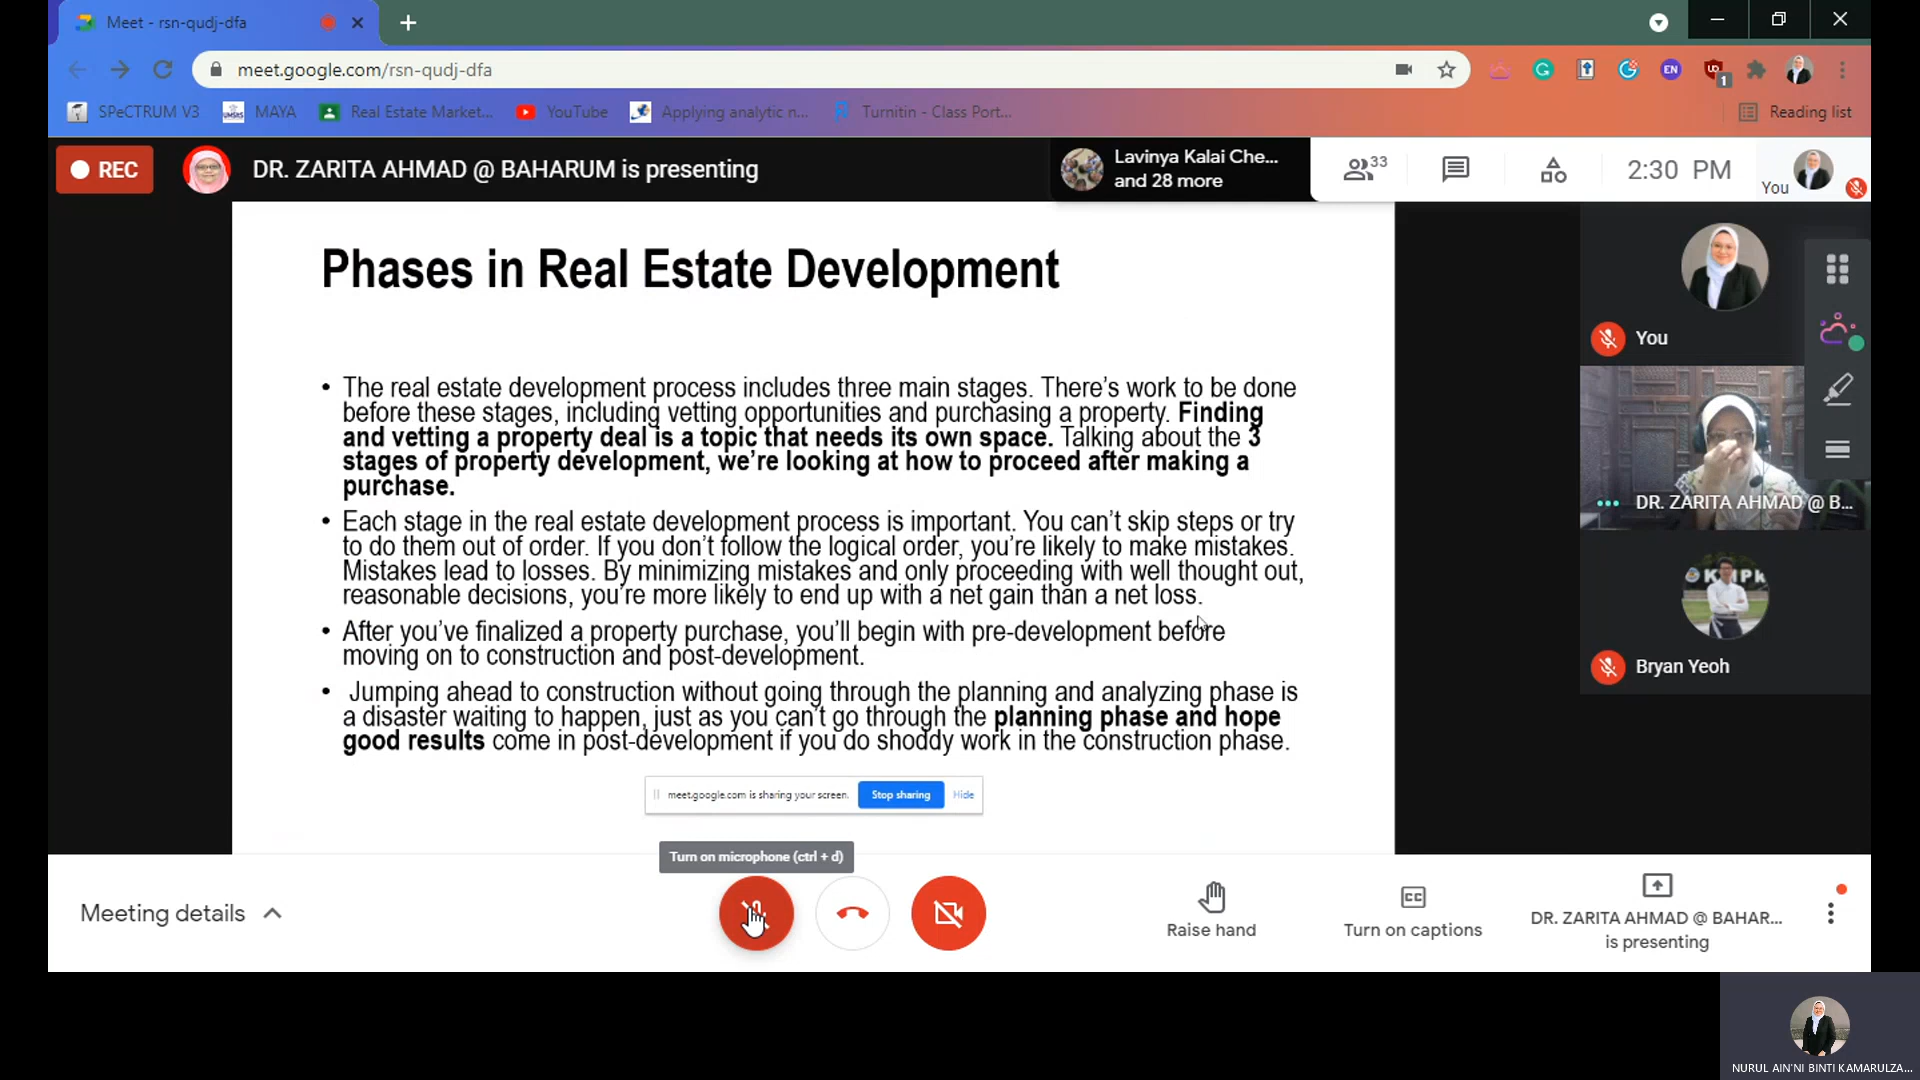 Meet - rsn-qudj-dfa
meet.google.com/rsn-qudj-dfa
EN
1
SPeCTRUM V3
MAYA
Real Estate Market...
YouTube
Applying analytic n...
Turnitin - Class Port...
Reading list
REC
DR. ZARITA AHMAD @ BAHARUM is presenting
Lavinya Kalai Che...
and 28 more
33
2:30 PM
You
Phases in Real Estate Development
• The real estate development process includes three main stages. There’s work to be done
before these stages, including vetting opportunities and purchasing a property. Finding
and vetting a property deal is a topic that needs its own space. Talking about the 3
stages of property development, we’re looking at how to proceed after making a
purchase.
• Each stage in the real estate development process is important. You can’t skip steps or try
to do them out of order. If you don’t follow the logical order, you’re likely to make mistakes.
Mistakes lead to losses. By minimizing mistakes and only proceeding with well thought out,
reasonable decisions, you’re more likely to end up with a net gain than a net loss.
• After you’ve finalized a property purchase, you’ll begin with pre-development before
moving on to construction and post-development.
• Jumping ahead to construction without going through the planning and analyzing phase is
a disaster waiting to happen, just as you can’t go through the planning phase and hope
good results come in post-development if you do shoddy work in the construction phase.
meet.google.com is sharing your screen.
Stop sharing
Hide
You
DR. ZARITA AHMAD @ B...
Bryan Yeoh
Turn on microphone (ctrl + d)
Meeting details
Raise hand
CC
Turn on captions
DR. ZARITA AHMAD @ BAHAR...
is presenting
NURUL AIN'NI BINTI KAMARULZA...